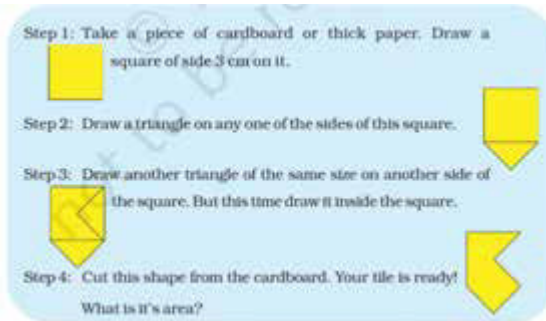 Step 1: Take a piece of cardboard or thick paper. Draw a
square of side 3 cm on it.
Step 2: Draw a triangle on any one of the sides of this square.
Step 3: Draw another triangle of the same size on another side of
the square. But this time draw it inside the square.
Step 4: Cut this shape from the cardboard. Your tile is ready!
What is it's area?